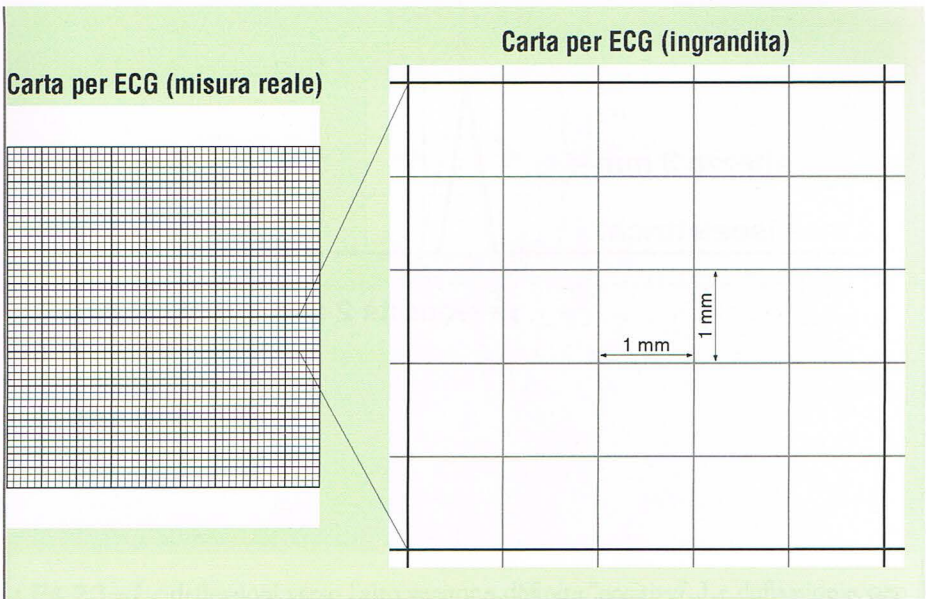 Carta per ECG (misura reale)
Carta per ECG (ingrandita)
1 mm
1 mm